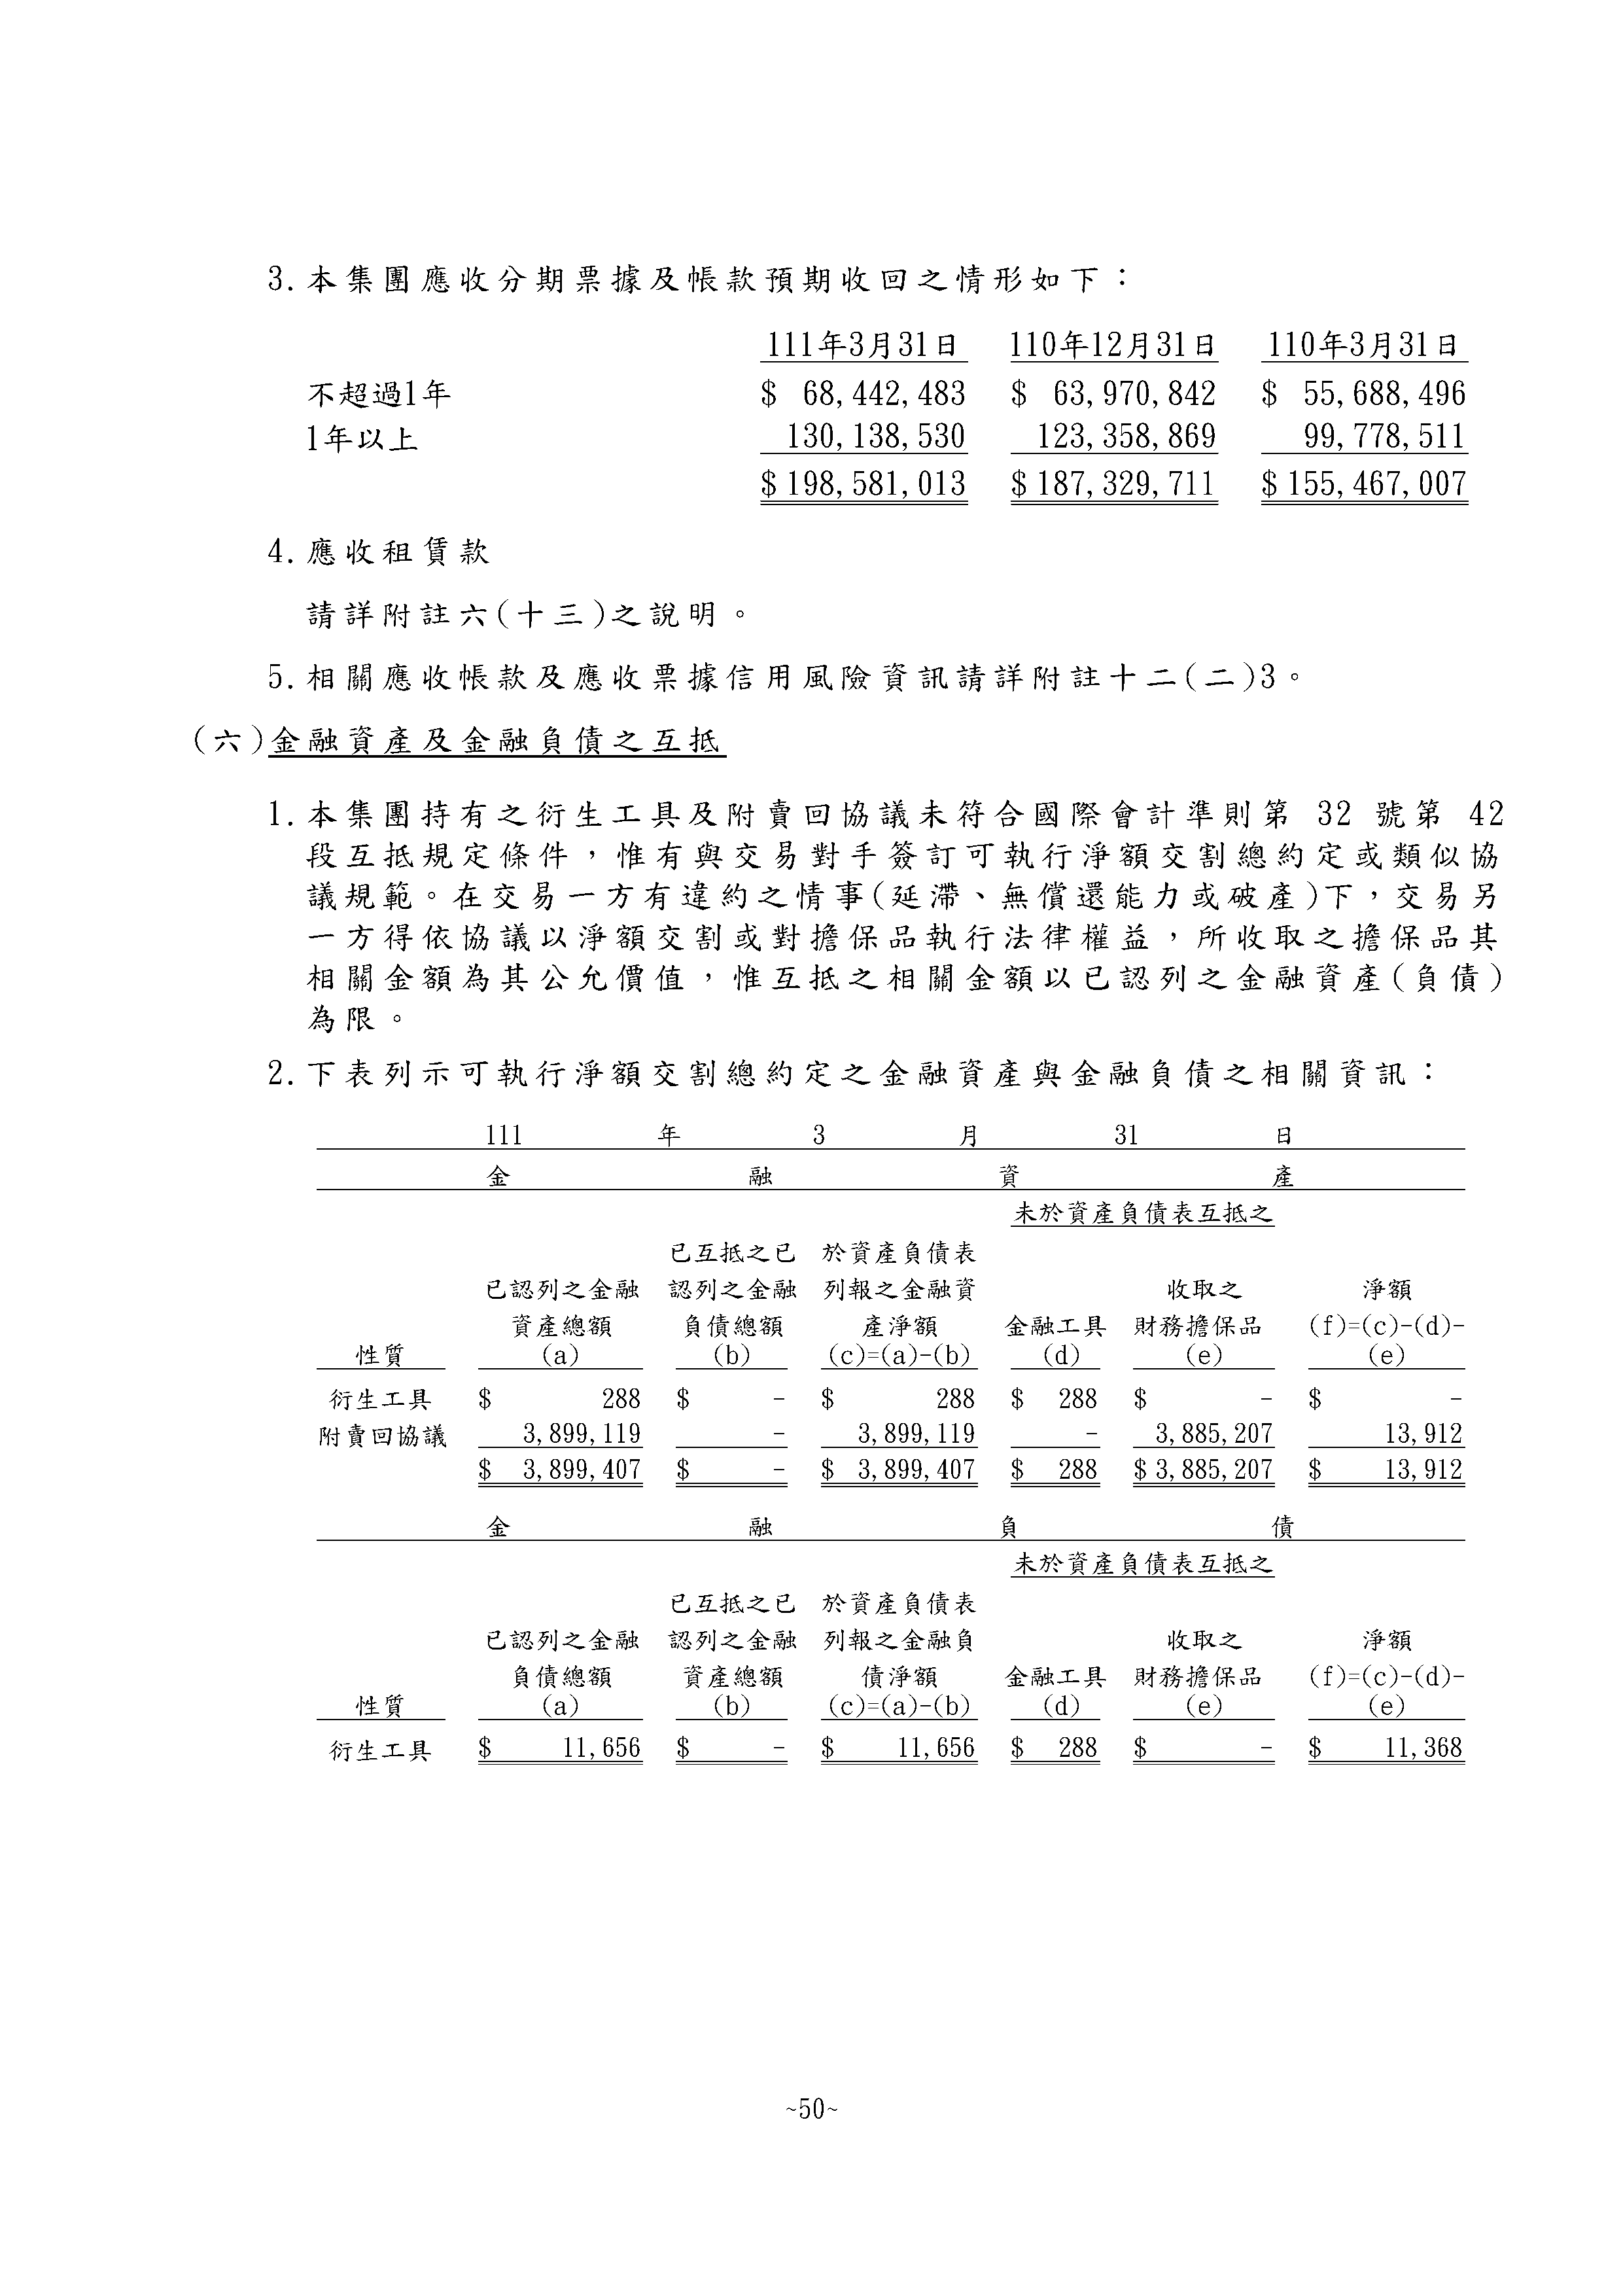 3.本集團應收分期票據及帳款預期收回之情形如下：
111年3月31日 110年12月31日 110年3月31日
不超過1年 $ 68,442,483 $ 63,970,842 $ 55,688,496
1年以上 130,138,530 123,358,869 99,778,511
$ 198,581,013 $ 187,329,711 $ 155,467,007
4.應收租賃款
請詳附註六(十三)之說明。
5.相關應收帳款及應收票據信用風險資訊請詳附註十二(二)3。
(六)金融資產及金融負債之互抵
1.本集團持有之衍生工具及附賣回協議未符合國際會計準則第 32 號第 42
段互抵規定條件，惟有與交易對手簽訂可執行淨額交割總約定或類似協
議規範。在交易一方有違約之情事(延滯、無償還能力或破產)下，交易另
一方得依協議以淨額交割或對擔保品執行法律權益，所收取之擔保品其
相關金額為其公允價值，惟互抵之相關金額以已認列之金融資產(負債)
為限。
2.下表列示可執行淨額交割總約定之金融資產與金融負債之相關資訊：
111 年 3 月 31 日
金 融 資 產
未於資產負債表互抵之
已互抵之已 於資產負債表
已認列之金融 認列之金融 列報之金融資 收取之 淨額
資產總額 負債總額 產淨額 金融工具 財務擔保品 (f)=(c)-(d)-
性質 (a) (b) (c)=(a)-(b) (d) (e) (e)
衍生工具 $ 288 $ - $ 288 $ 288 $ - $ -
附賣回協議 3,899,119 - 3,899,119 - 3,885,207 13,912
$ 3,899,407 $ - $ 3,899,407 $ 288 $ 3,885,207 $ 13,912
金 融 負 債
未於資產負債表互抵之
已互抵之已 於資產負債表
已認列之金融 認列之金融 列報之金融負 收取之 淨額
負債總額 資產總額 債淨額 金融工具 財務擔保品 (f)=(c)-(d)-
性質 (a) (b) (c)=(a)-(b) (d) (e) (e)
衍生工具 $ 11,656 $ - $ 11,656 $ 288 $ - $ 11,368
~50~